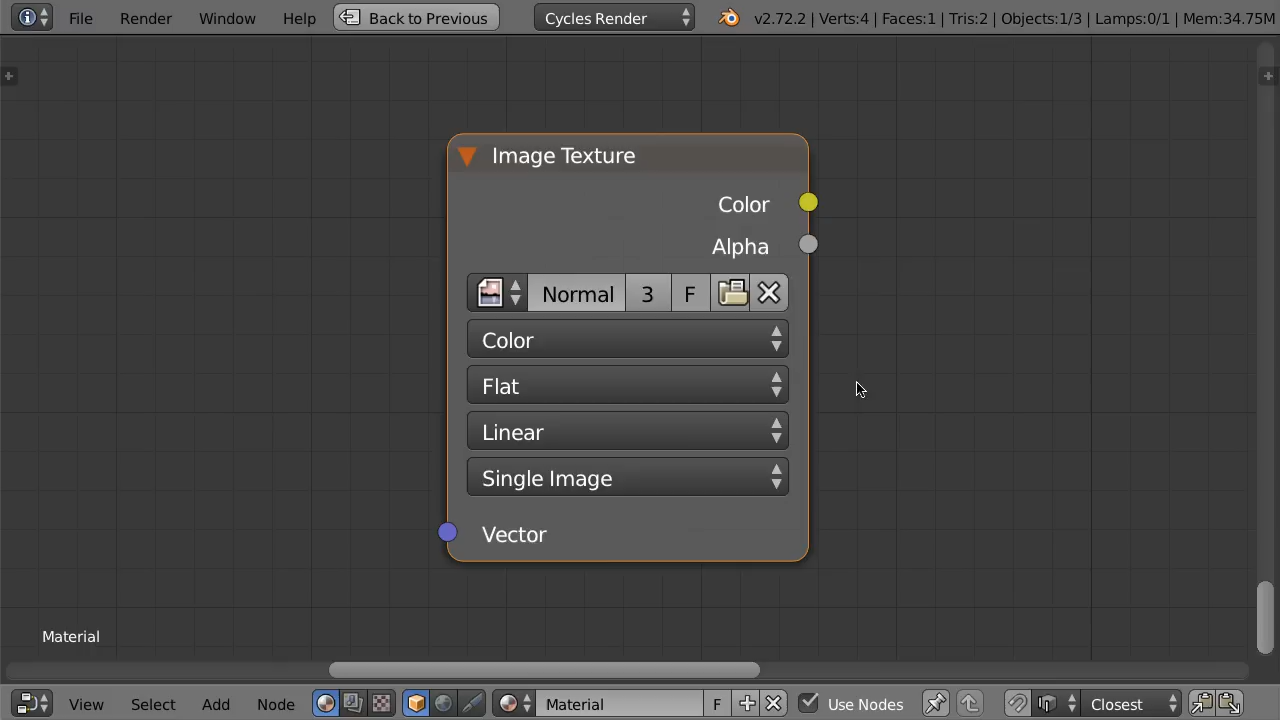 File Render Window Help Back to Previous Cycles Render v2.72.2 | Verts:4 | Faces:1 | Tris:2 | Objects:1/3 | Lamps:0/1 | Mem:34.75M
Image Texture
Color
Alpha
Normal 3 F
Color
Flat
Linear
Single Image
Vector
Material
View Select Add Node Material F Use Nodes Closest